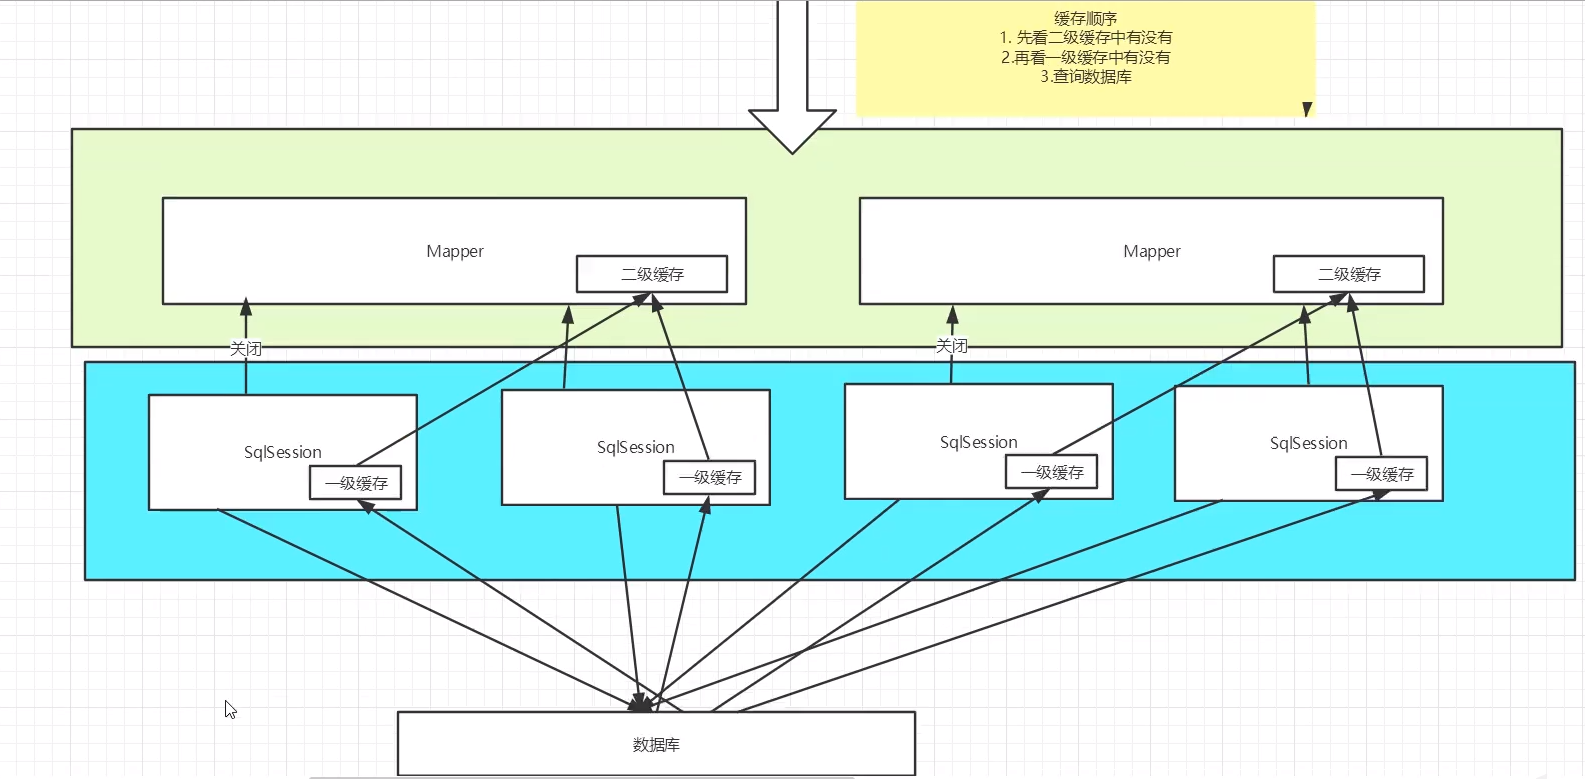 缓存顺序
1. 先看二级缓存中有没有
2.再看一级缓存中有没有
3.查询数据库
Mapper
二级缓存
Mapper
二级缓存
关闭
关闭
SqlSession
一级缓存
SqlSession
一级缓存
SqlSession
一级缓存
SqlSession
一级缓存
数据库